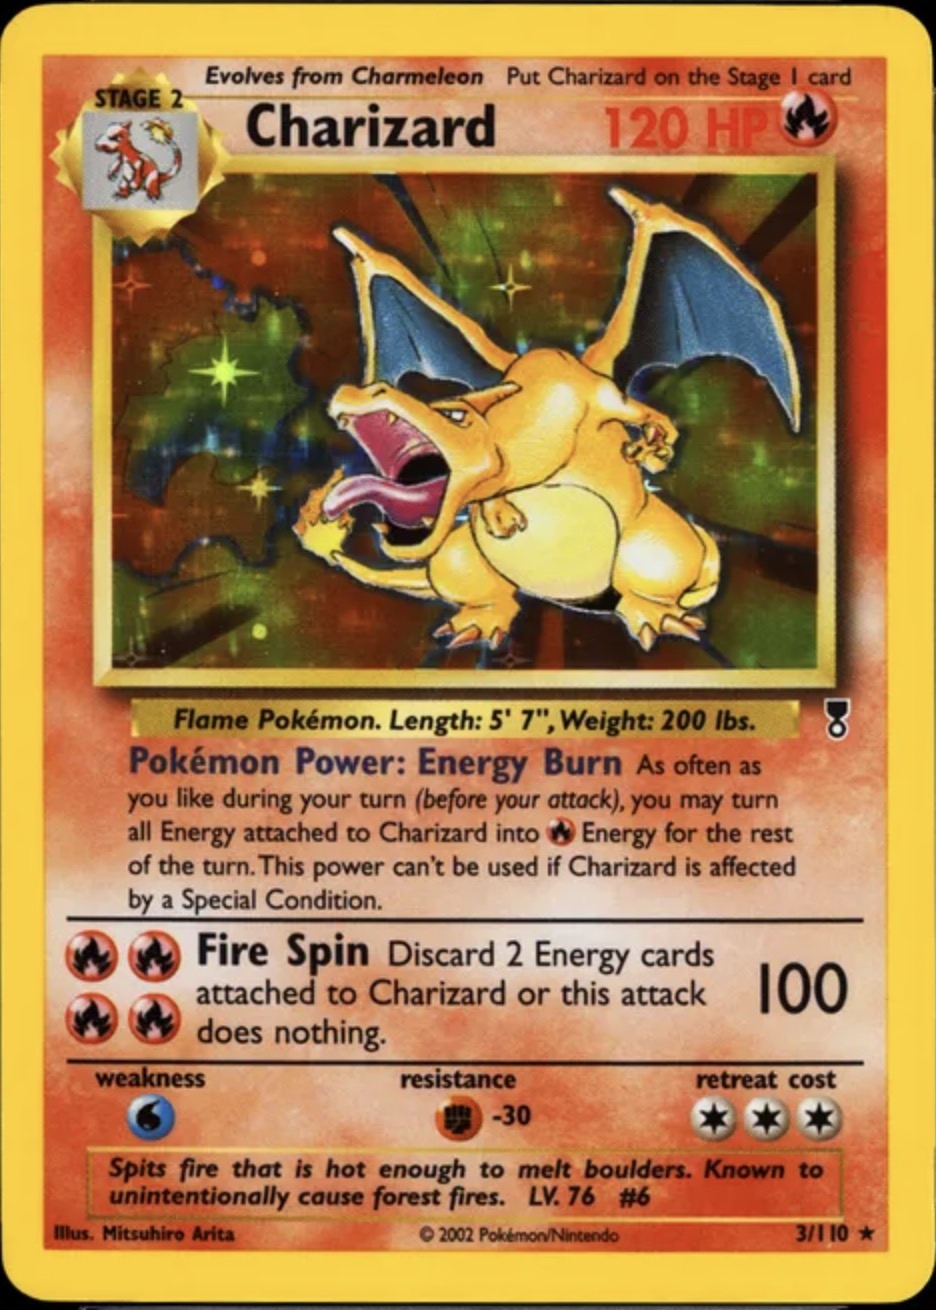 Evolves from Charmeleon Put Charizard on the Stage 1 card
STAGE 2
Charizard 120 HP
Flame Pokémon. Length: 5' 7", Weight: 200 lbs.
Pokémon Power: Energy Burn As often as
you like during your turn (before your attack), you may turn
all Energy attached to Charizard into Energy for the rest
of the turn. This power can't be used if Charizard is affected
by a Special Condition.
Fire Spin Discard 2 Energy cards
attached to Charizard or this attack
does nothing.
100
weakness resistance retreat cost
-30
Spits fire that is hot enough to melt boulders. Known to
unintentionally cause forest fires. LV. 76 #6
Illus. Mitsuhiro Arita © 2002 Pokémon/Nintendo 3/110 ★